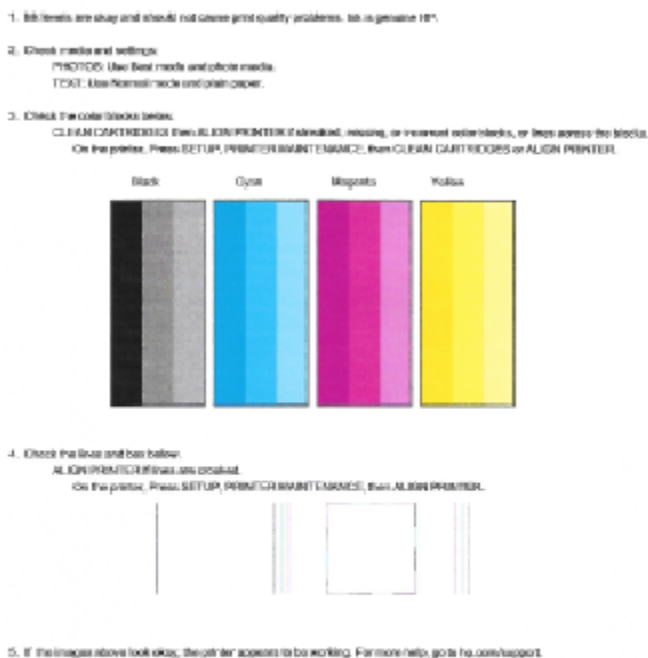 1. Ink levels are okay and should not cause print quality problems. Ink is genuine HP.
2. Check media and settings:
PHOTOS: Use Best mode and photo media.
TEXT: Use Normal mode and plain paper.
3. Check the color blocks below.
CLEAN CARTRIDGES then ALIGN PRINTER if streaked, missing, or incorrect color blocks, or lines across the blocks.
On the printer, Press SETUP, PRINTER MAINTENANCE, then CLEAN CARTRIDGES or ALIGN PRINTER.
Black Cyan Magenta Yellow
4. Check the lines and box below.
ALIGN PRINTER if lines are crooked.
On the printer, Press SETUP, PRINTER MAINTENANCE, then ALIGN PRINTER.
5. If the images above look okay, the printer appears to be working. For more help, go to hp.com/support.